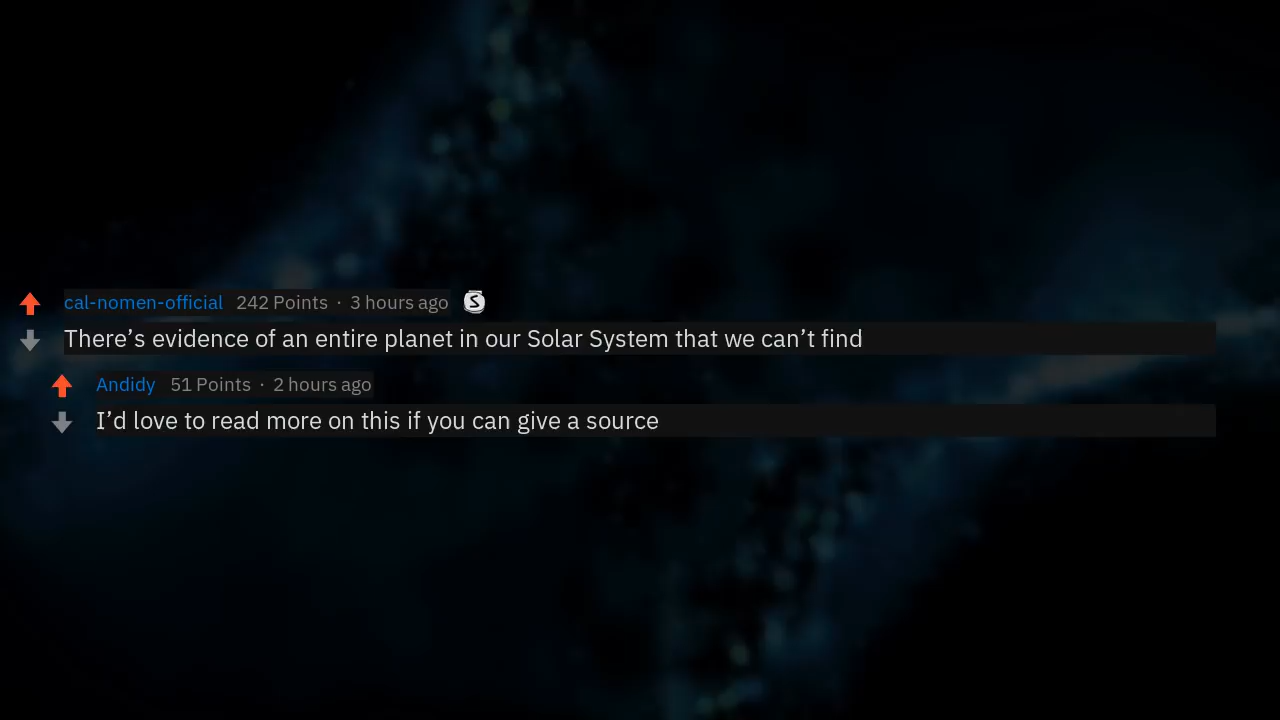 cal-nomen-official 242 Points · 3 hours ago S
There’s evidence of an entire planet in our Solar System that we can’t find
Andidy 51 Points · 2 hours ago
I’d love to read more on this if you can give a source